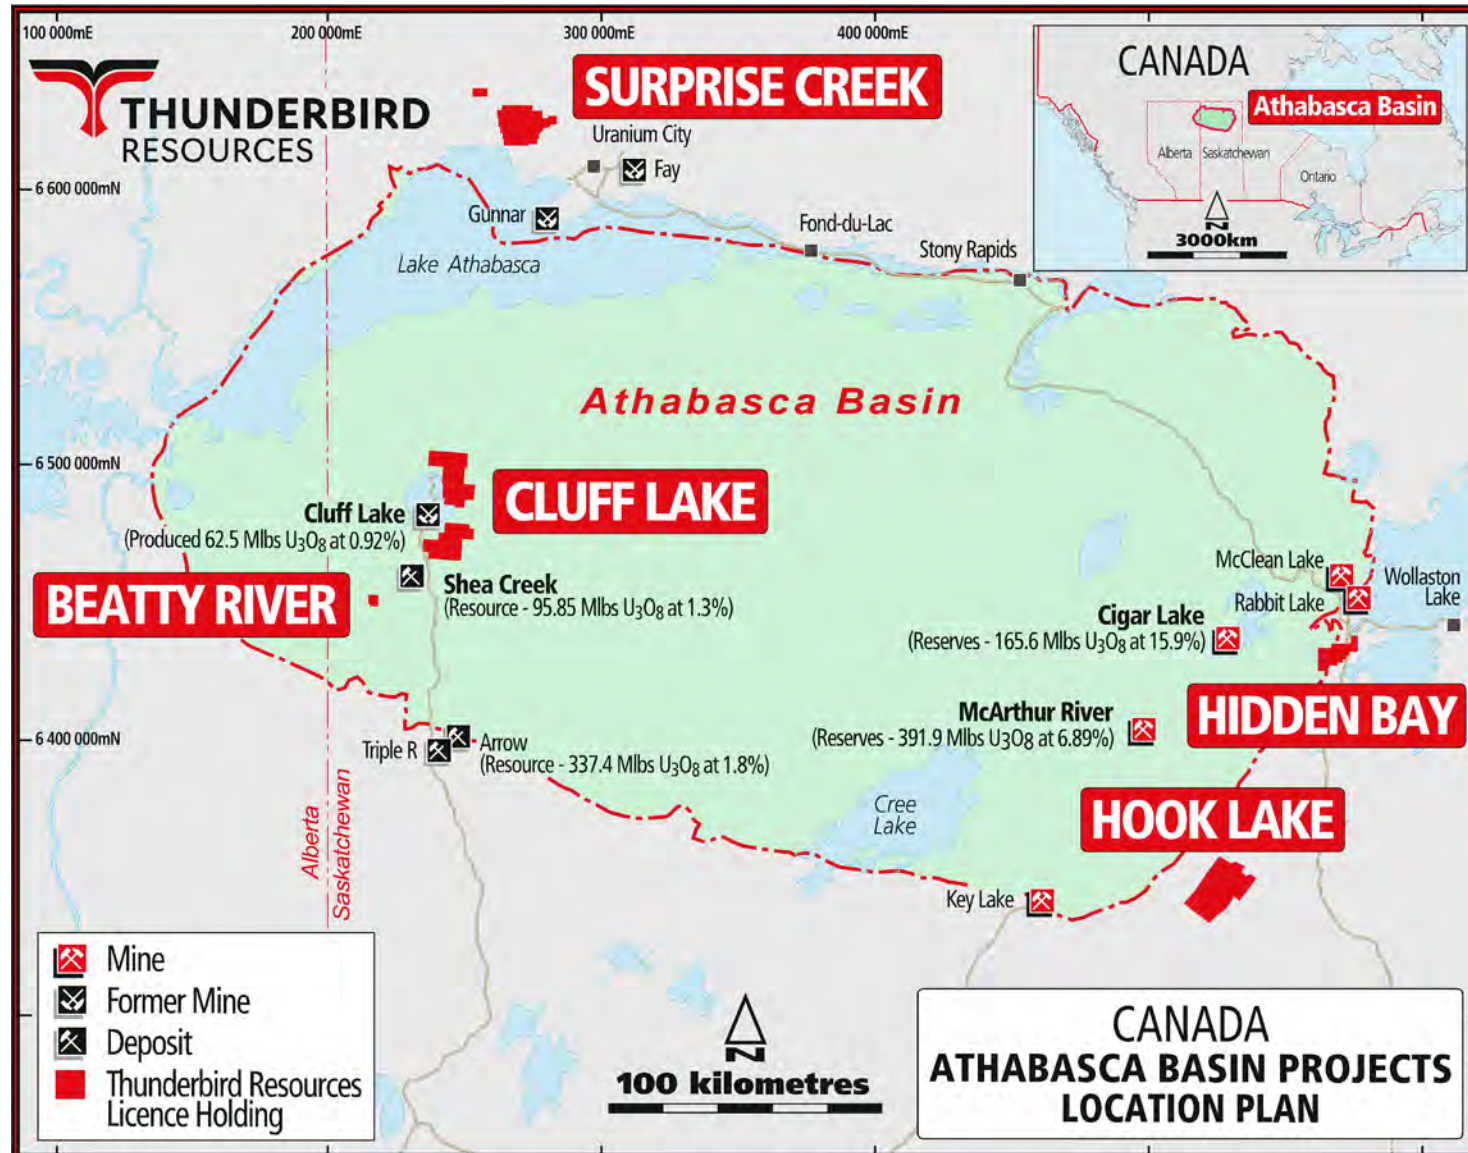 100 000mE
200 000mE
300 000mE
400 000mE
THUNDERBIRD
RESOURCES
SURPRISE CREEK
CANADA
Athabasca Basin
Alberta
Saskatchewan
Ontario
N
3000km
Uranium City
Fay
6 600 000mN
Gunnar
Lake Athabasca
Fond-du-Lac
Stony Rapids
Athabasca Basin
6 500 000mN
CLUFF LAKE
Cluff Lake
(Produced 62.5 Mlbs U₃O₈ at 0.92%)
BEATTY RIVER
Shea Creek
(Resource - 95.85 Mlbs U₃O₈ at 1.3%)
McClean Lake
Rabbit Lake
Wollaston
Lake
Cigar Lake
(Reserves - 165.6 Mlbs U₃O₈ at 15.9%)
HIDDEN BAY
McArthur River
(Reserves - 391.9 Mlbs U₃O₈ at 6.89%)
6 400 000mN
Triple R
Arrow
(Resource - 337.4 Mlbs U₃O₈ at 1.8%)
HOOK LAKE
Cree
Lake
Alberta
Saskatchewan
Key Lake
Mine
Former Mine
Deposit
Thunderbird Resources
Licence Holding
N
100 kilometres
CANADA
ATHABASCA BASIN PROJECTS
LOCATION PLAN